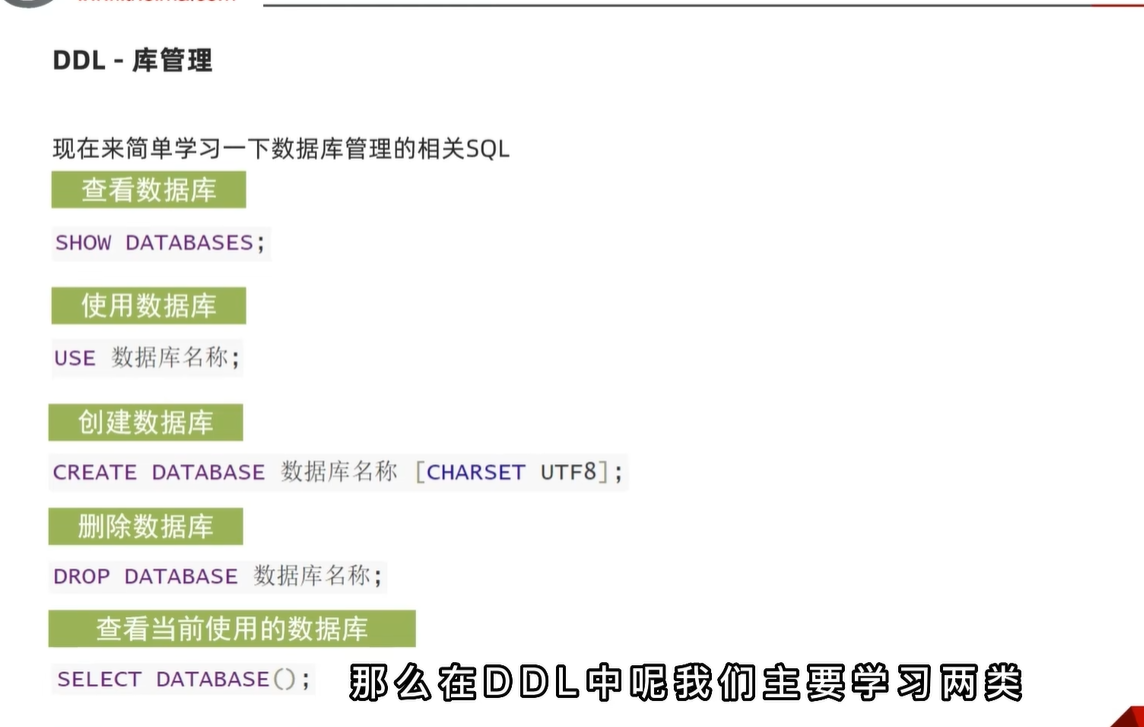 DDL - 库管理
现在来简单学习一下数据库管理的相关SQL
查看数据库
SHOW DATABASES;
使用数据库
USE 数据库名称;
创建数据库
CREATE DATABASE 数据库名称 [CHARSET UTF8];
删除数据库
DROP DATABASE 数据库名称;
查看当前使用的数据库
SELECT DATABASE();
那么在DDL中呢我们主要学习两类